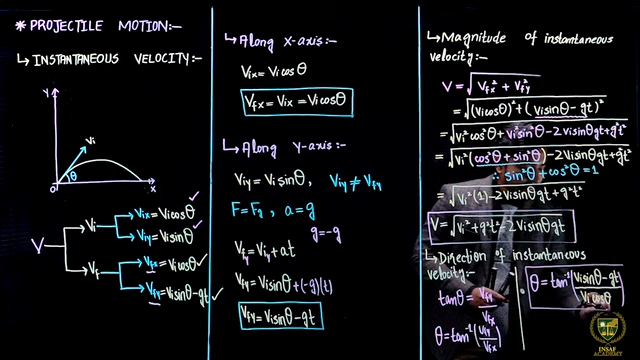 * PROJECTILE MOTION:-
↳ INSTANTANEOUS VELOCITY:-
Y
Vi
θ
O
X
V
Vi → Vix = Vicosθ ✓
→ Viy = Visinθ ✓
Vf → Vfx = Vicosθ ✓
→ Vfy = Visinθ-gt ✓
↳ Along X-axis:-
Vix = Vicosθ
Vfx = Vix = Vicosθ
↳ Along Y-axis:-
Viy = Visinθ, Viy ≠ Vfy
F = Fg, a = g
g = -g
Vfy = Viy + at
Vfy = Visinθ + (-g)(t)
Vfy = Visinθ - gt
↳ Magnitude of instantaneous
velocity:-
V = √Vfx² + Vfy²
= √(Vicosθ)² + (Visinθ - gt)²
= √Vi²cos²θ + Vi²sin²θ - 2Visinθgt + g²t²
= √Vi²(cos²θ + sin²θ) - 2Visinθgt + g²t²
∴ sin²θ + cos²θ = 1
= √Vi²(1) - 2Visinθgt + g²t²
V = √Vi² + g²t² - 2Visinθgt
↳ Direction of instantaneous
velocity:-
tanθ = Vfy/Vfx
θ = tan⁻¹(Viy/Vfx)
θ = tan⁻¹(Visinθ - gt/Vicosθ)
INSAF
ACADEMY